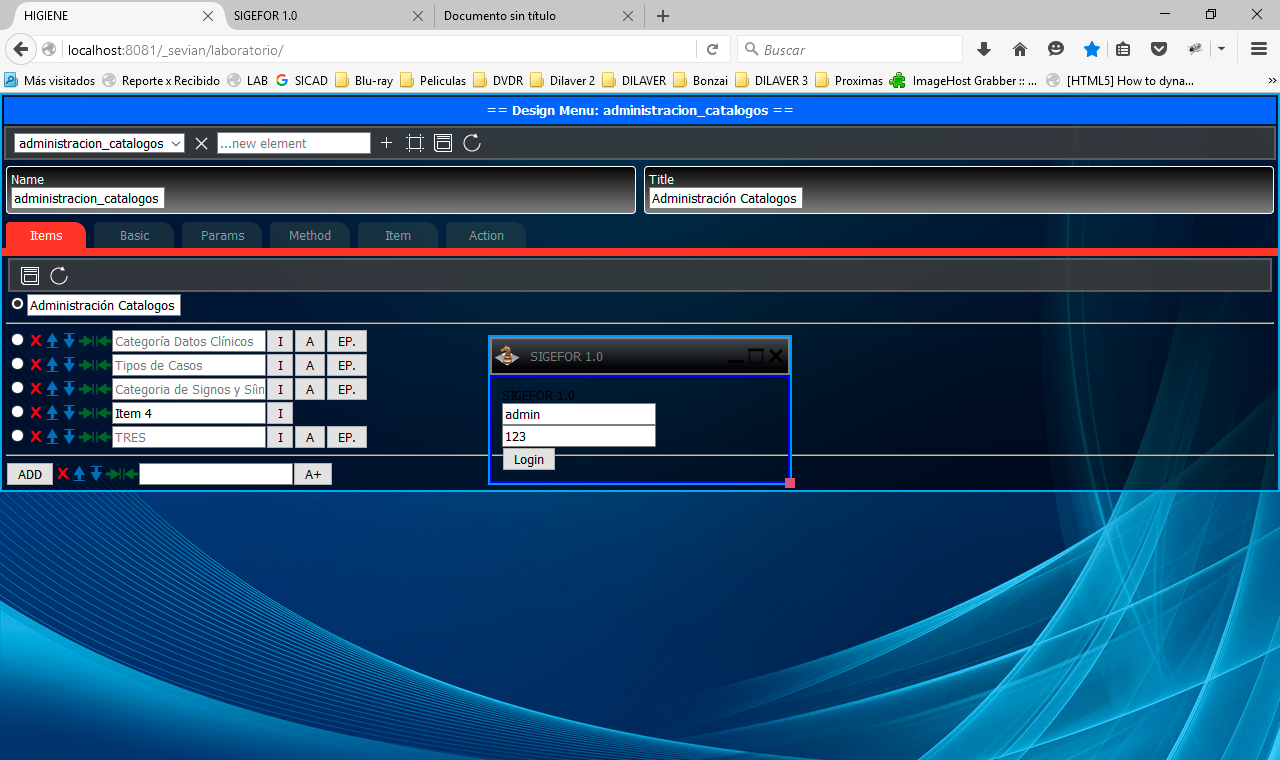 HIGIENE SIGEFOR 1.0 Documento sin título
localhost:8081/_sevian/laboratorio/ Buscar
Más visitados Reporte x Recibido LAB SICAD Blu-ray Peliculas DVDR Dilaver 2 DILAVER Bonzai DILAVER 3 Proximas ImageHost Grabber :: ... [HTML5] How to dyna...
== Design Menu: administracion_catalogos ==
administracion_catalogos ...new element
Name Title
administracion_catalogos Administración Catalogos
Items Basic Params Method Item Action
Administración Catalogos
Categoría Datos Clínicos I A EP.
SIGEFOR 1.0
Tipos de Casos I A EP.
Categoria de Signos y Síin I A EP.
SIGEFOR 1.0
Item 4 I
admin
TRES I A EP.
123
Login
ADD A+